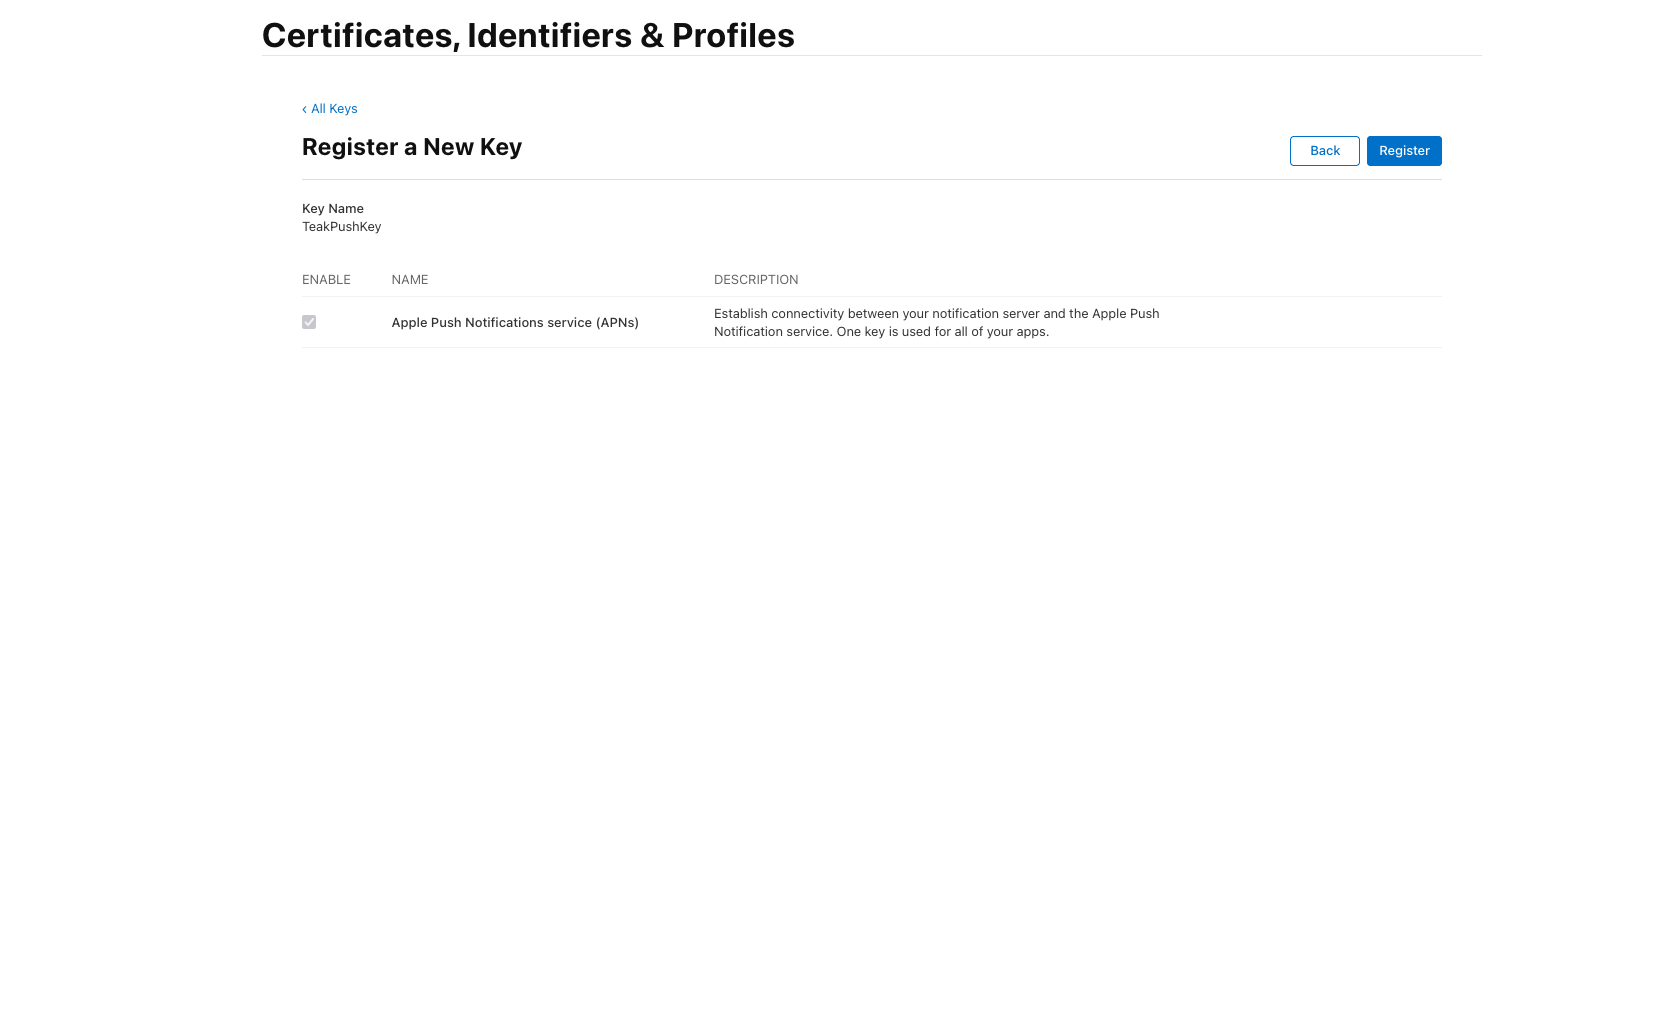 Certificates, Identifiers & Profiles
‹ All Keys
Register a New Key
Back
Register
Key Name
TeakPushKey
ENABLE
NAME
DESCRIPTION
Apple Push Notifications service (APNs)
Establish connectivity between your notification server and the Apple Push
Notification service. One key is used for all of your apps.